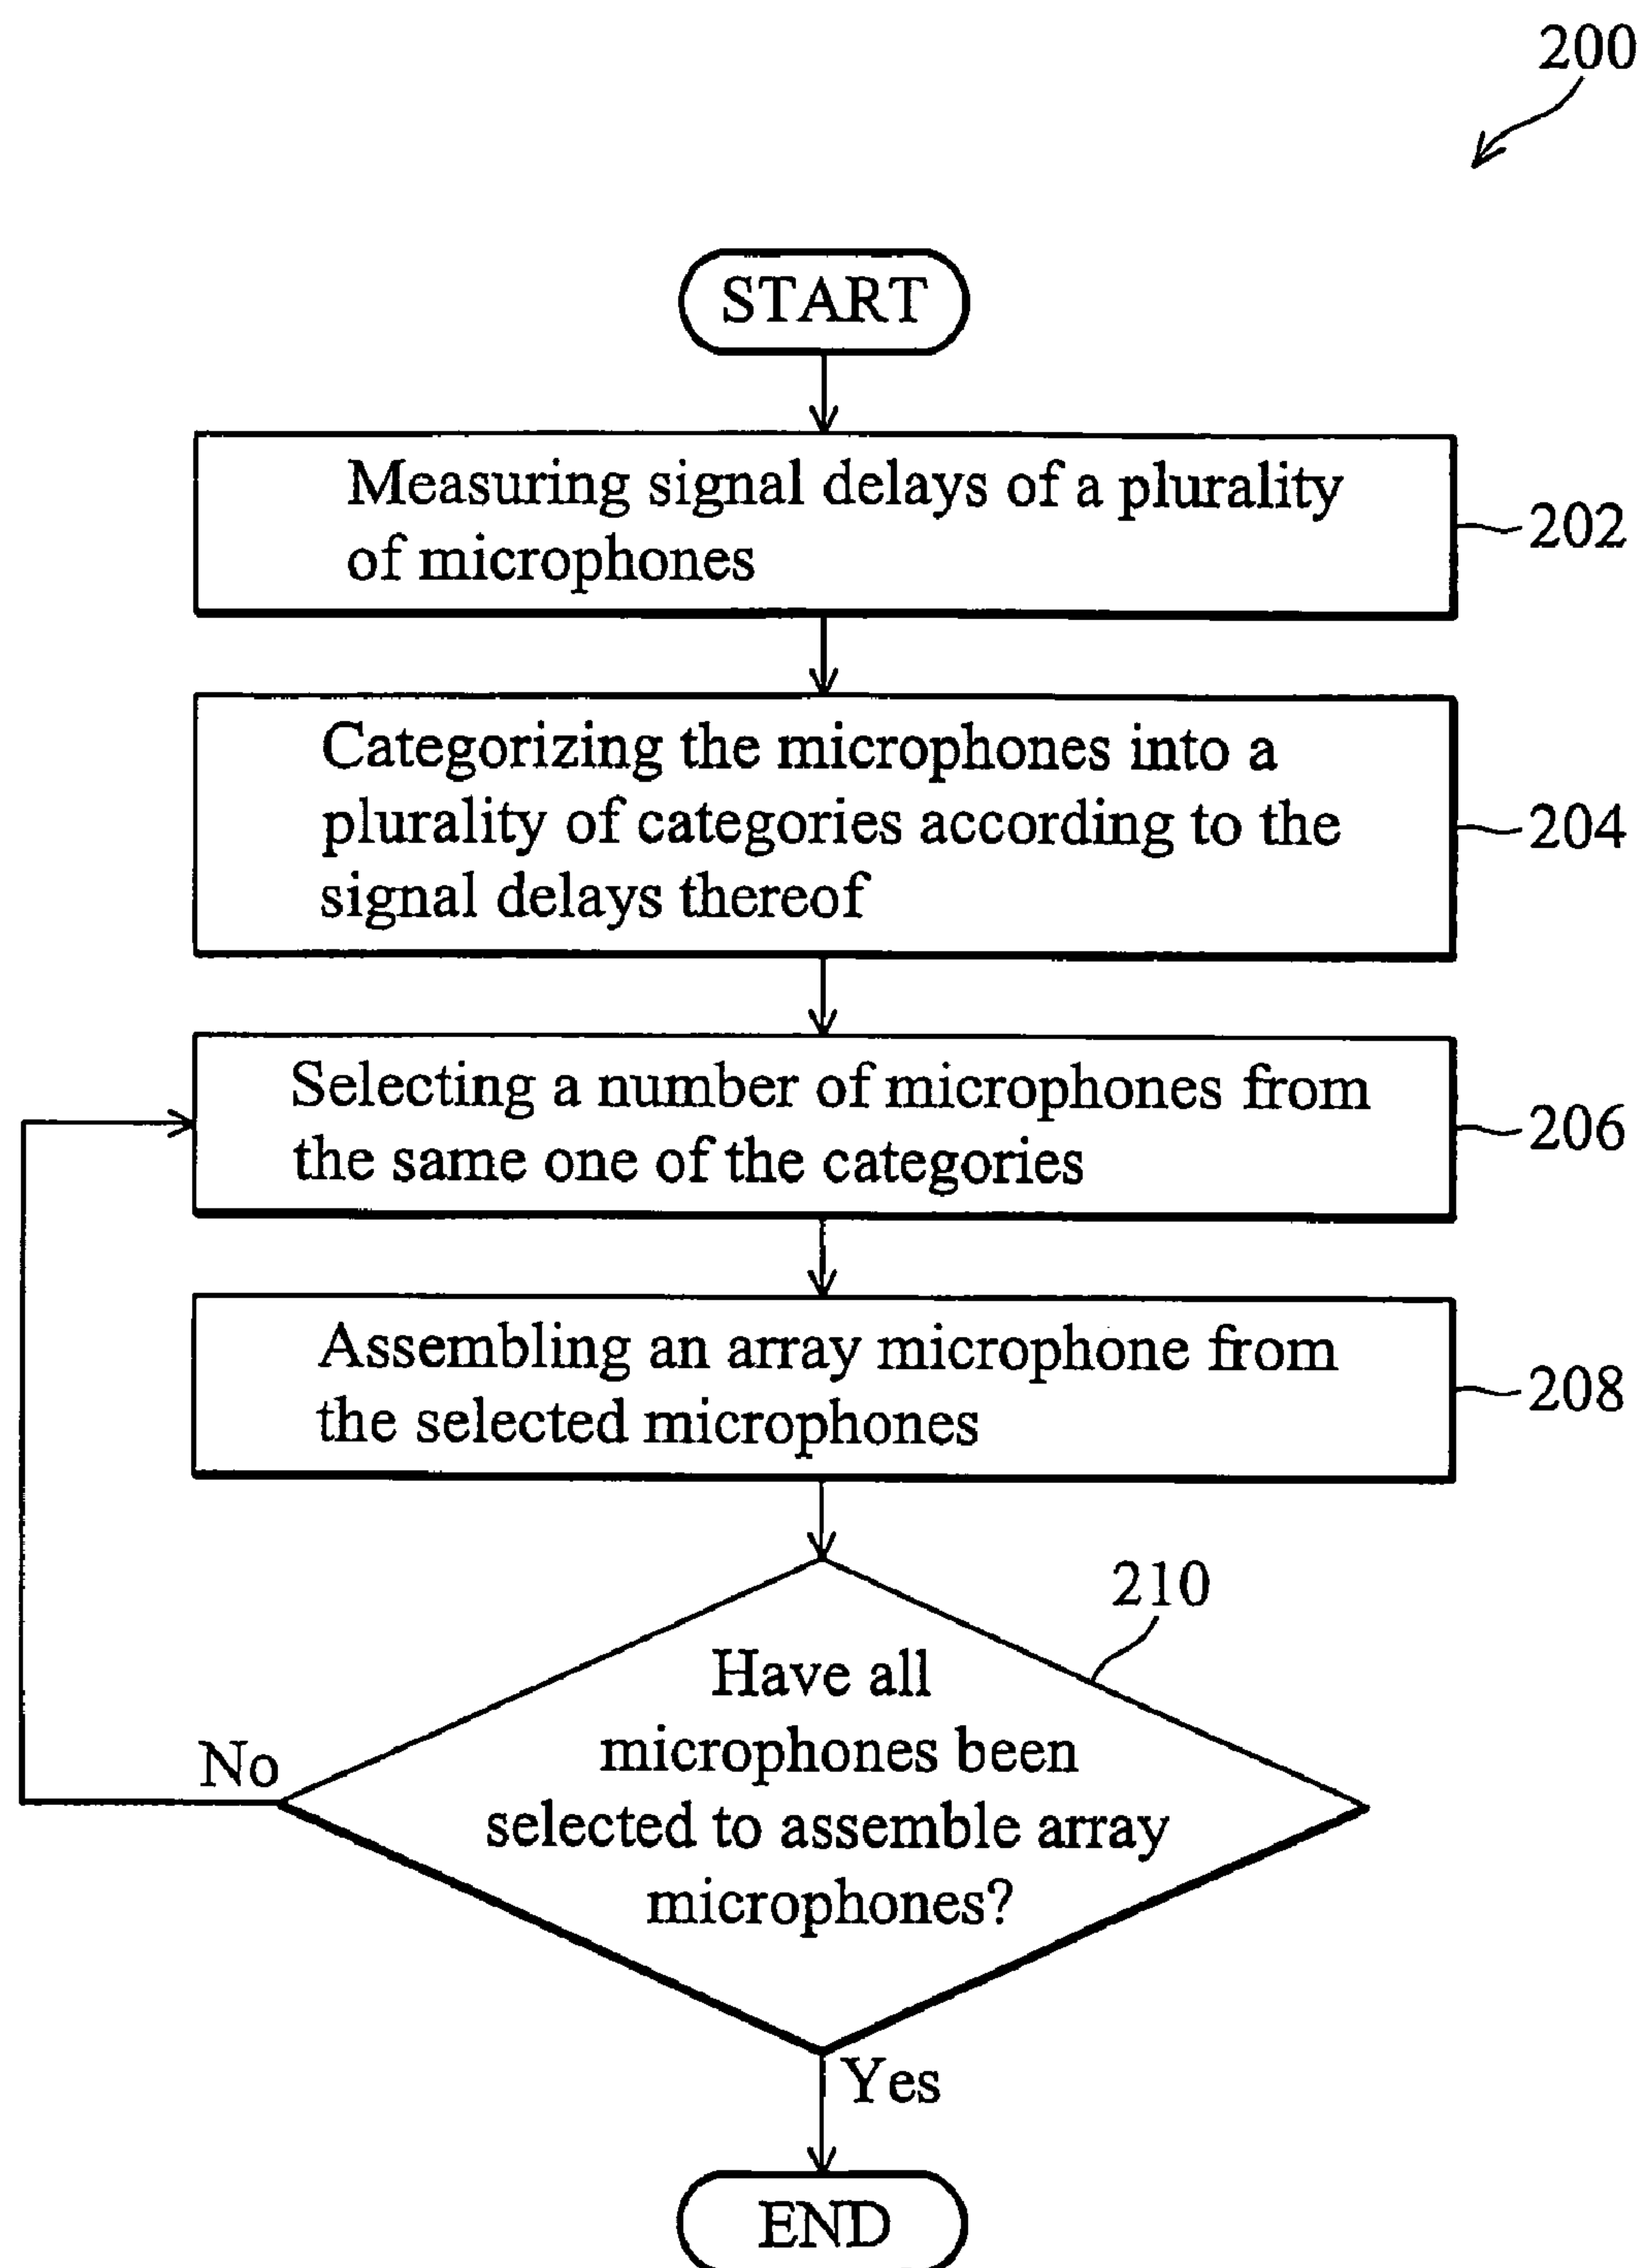 200
START
Measuring signal delays of a plurality
of microphones
202
Categorizing the microphones into a
plurality of categories according to the
signal delays thereof
204
Selecting a number of microphones from
the same one of the categories
206
Assembling an array microphone from
the selected microphones
208
210
Have all
microphones been
selected to assemble array
microphones?
No
Yes
END